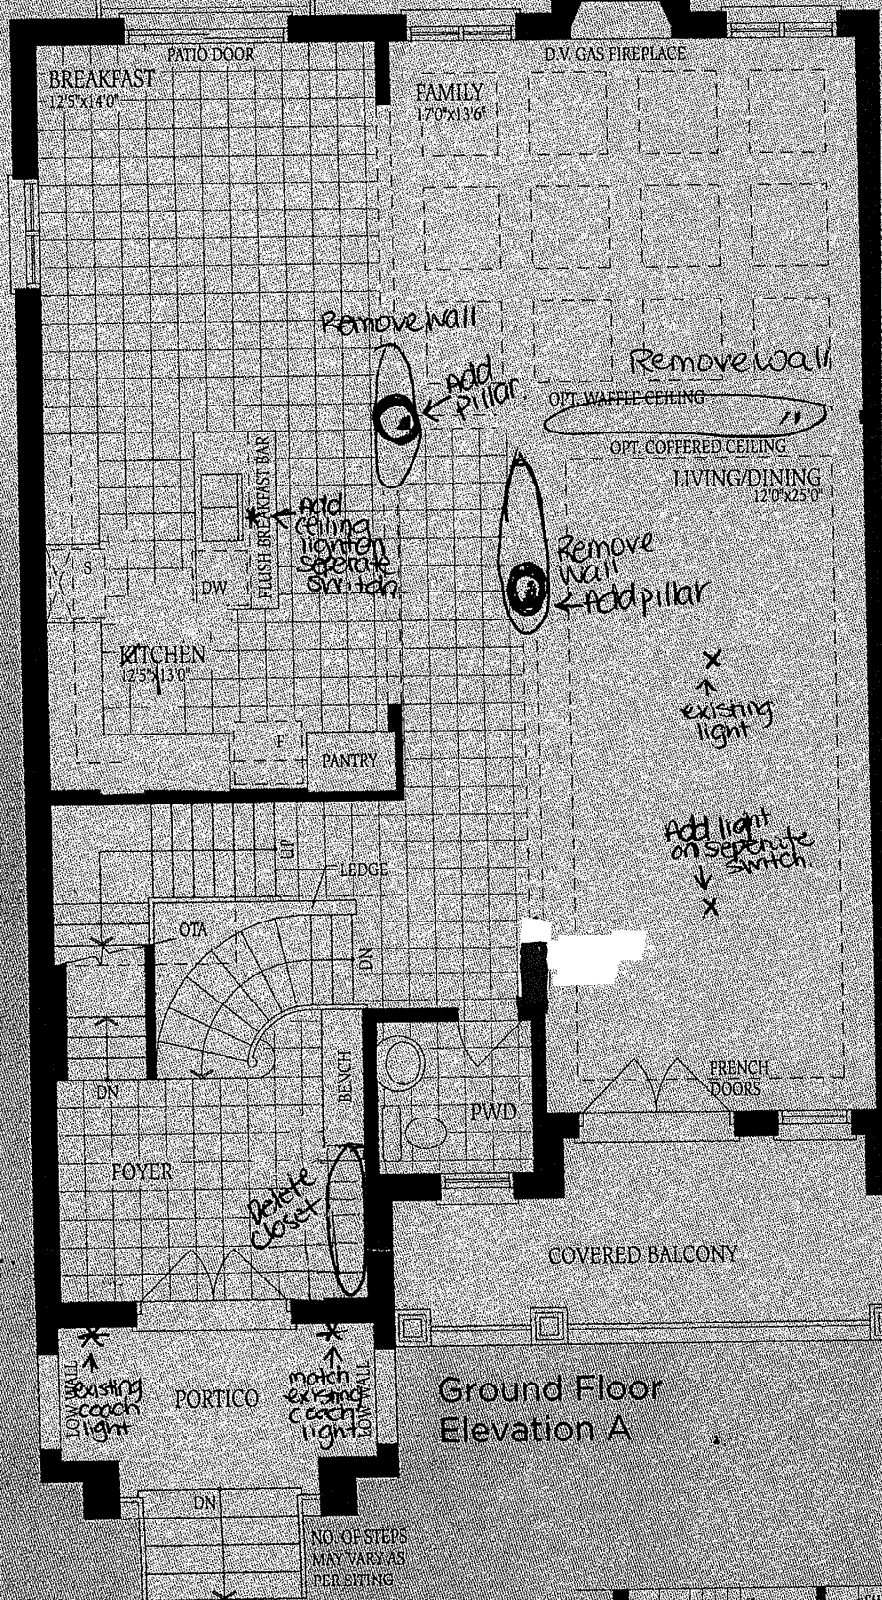 PATIO DOOR
D.V. GAS FIREPLACE
BREAKFAST
12'5"x14'0"
FAMILY
17'0"x13'6"
Remove wall
Remove wall
Add
Pillar.
OPT. WAFFLE CEILING
OPT. COFFERED CEILING
LIVING/DINING
12'0"x25'0"
FLUSH BREAKFAST BAR
Add
ceiling
light on
seperate
switch
Remove
wall
Add pillar
S
DW
KITCHEN
12'5"x13'0"
existing
light
F
PANTRY
Add light
on seperate
switch
UP
LEDGE
OTA
DN
DN
BENCH
PWD
FRENCH
DOORS
FOYER
Delete
closet
COVERED BALCONY
LOW WALL
existing
coach
light
PORTICO
match
existing
coach
light
LOW WALL
Ground Floor
Elevation A
DN
NO. OF STEPS
MAY VARY AS
PER SITING